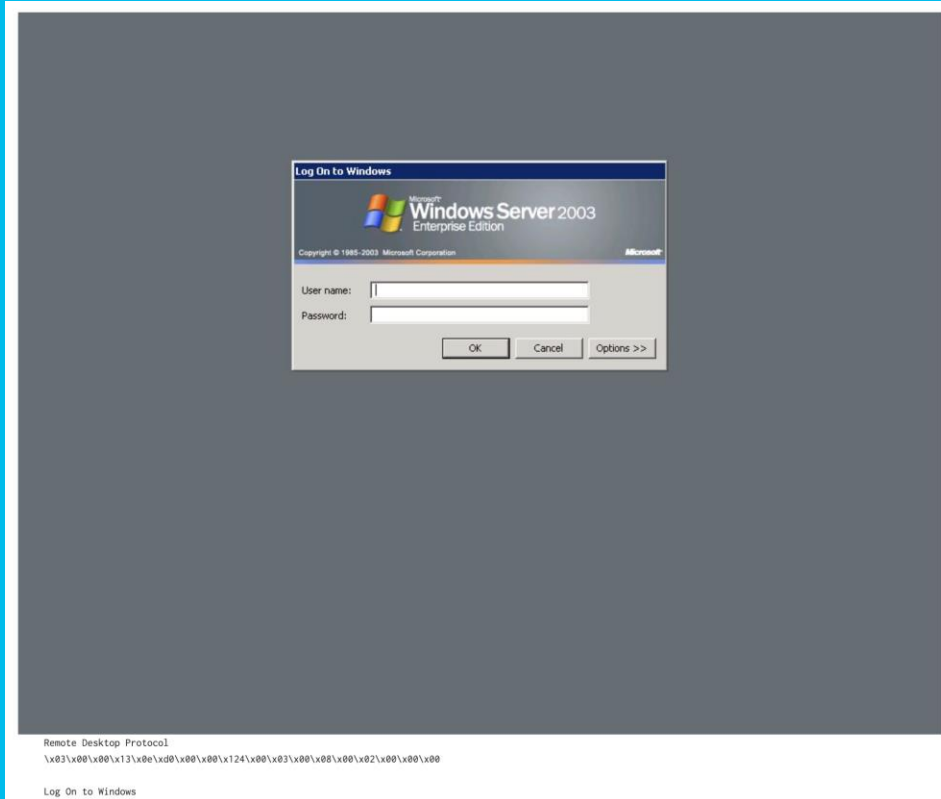 Log On to Windows
Microsoft
Windows Server 2003
Enterprise Edition
Copyright © 1985-2003 Microsoft Corporation Microsoft
User name:
Password:
OK Cancel Options >>
Remote Desktop Protocol
\x03\x00\x00\x13\x0e\xd0\x00\x00\x124\x00\x03\x00\x08\x00\x02\x00\x00\x00
Log On to Windows